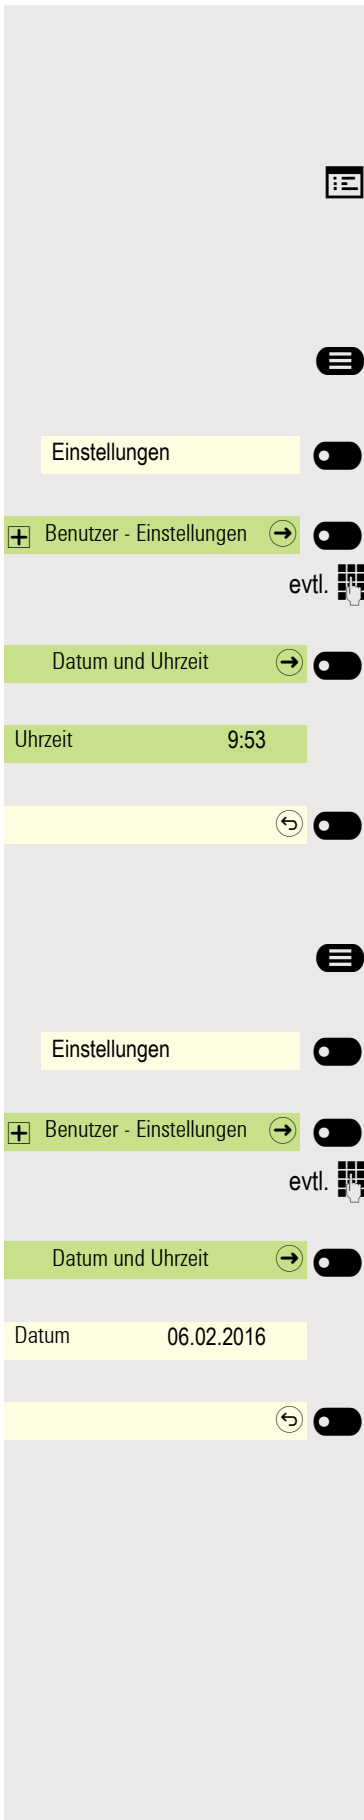 Einstellungen
Benutzer - Einstellungen
evtl.
Datum und Uhrzeit
Uhrzeit 9:53
Einstellungen
Benutzer - Einstellungen
evtl.
Datum und Uhrzeit
Datum 06.02.2016